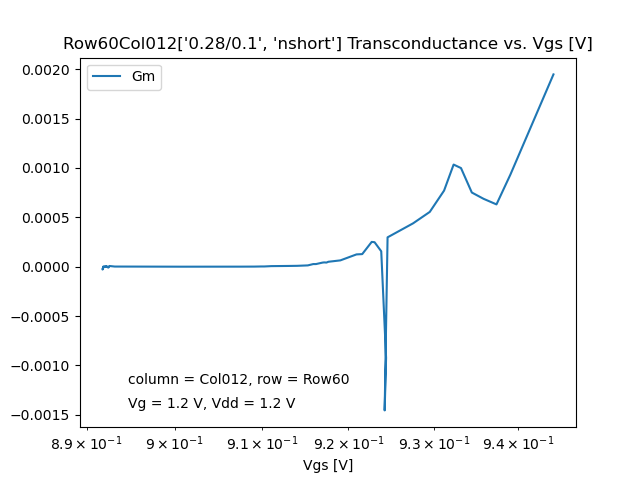 Row60Col012['0.28/0.1', 'nshort'] Transconductance vs. Vgs [V]
Gm
0.0020
0.0015
0.0010
0.0005
0.0000
−0.0005
−0.0010
−0.0015
column = Col012, row = Row60
Vg = 1.2 V, Vdd = 1.2 V
8.9 × 10⁻¹ 9 × 10⁻¹ 9.1 × 10⁻¹ 9.2 × 10⁻¹ 9.3 × 10⁻¹ 9.4 × 10⁻¹
Vgs [V]